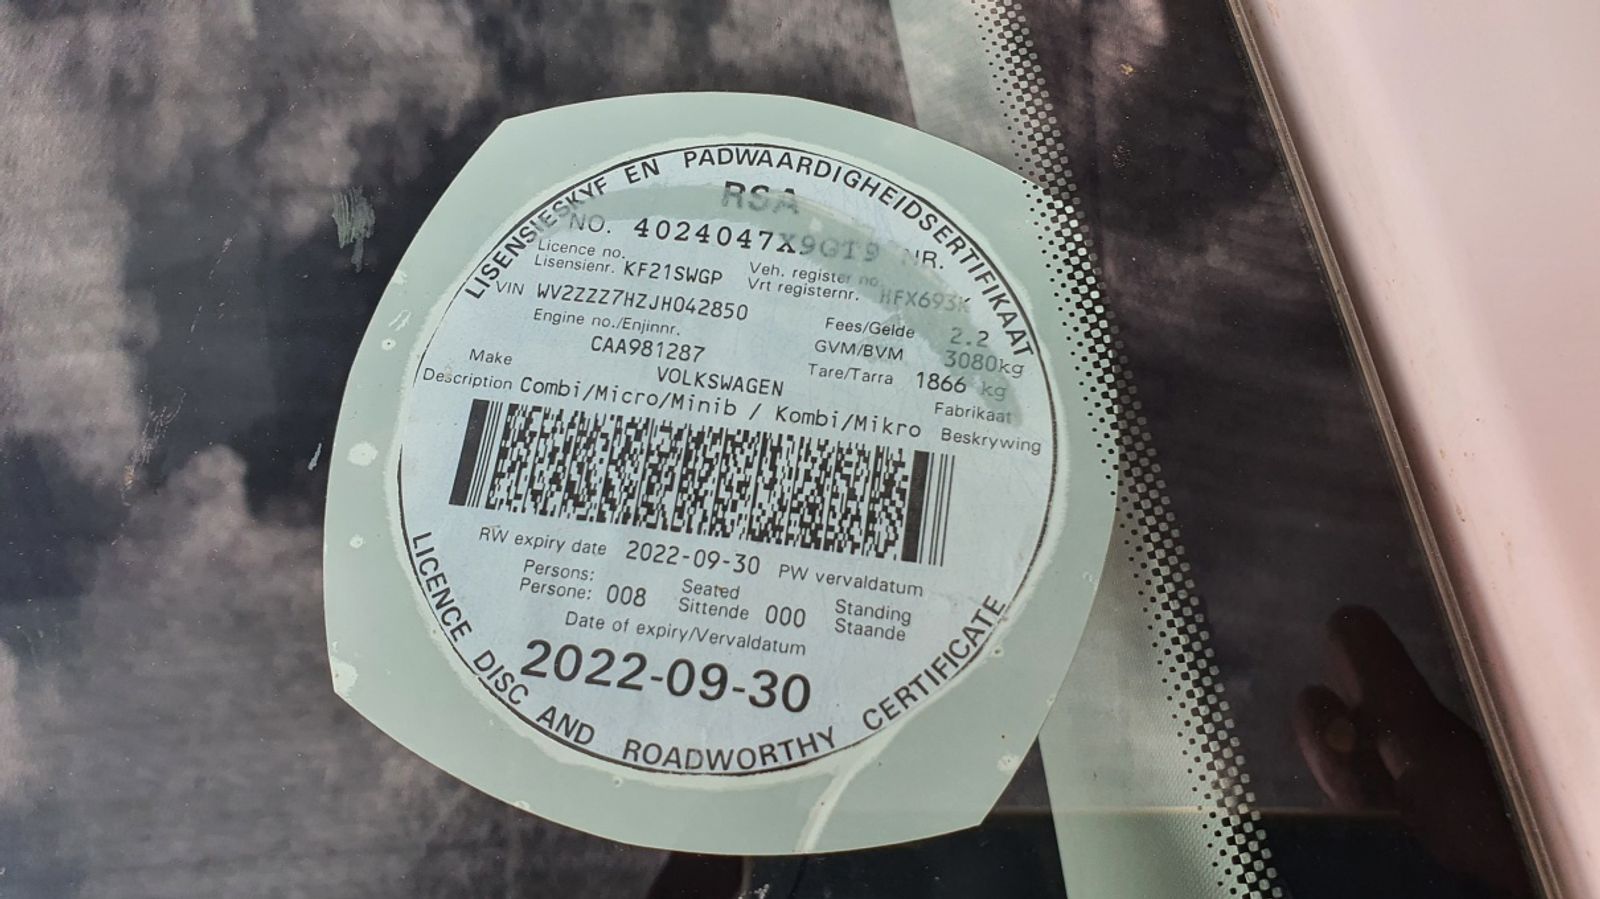 LISENSIESKYF EN PADWAARDIGHEIDSERTIFIKAAT
RSA
NO. 4024047X9GT9 NR.
Licence no. Veh. register no.
Lisensienr. KF21SWGP Vrt registernr. HFX693K
VIN WV2ZZZ7HZJH042850 Fees/Gelde 2.2
Engine no./Enjinnr. GVM/BVM 3080kg
CAA981287 Tare/Tarra 1866 kg
Make VOLKSWAGEN Fabrikaat
Description Combi/Micro/Minib / Kombi/Mikro Beskrywing
RW expiry date 2022-09-30 PW vervaldatum
Persons: Seated Standing
Persone: 008 Sittende 000 Staande
Date of expiry/Vervaldatum
2022-09-30
LICENCE DISC AND ROADWORTHY CERTIFICATE